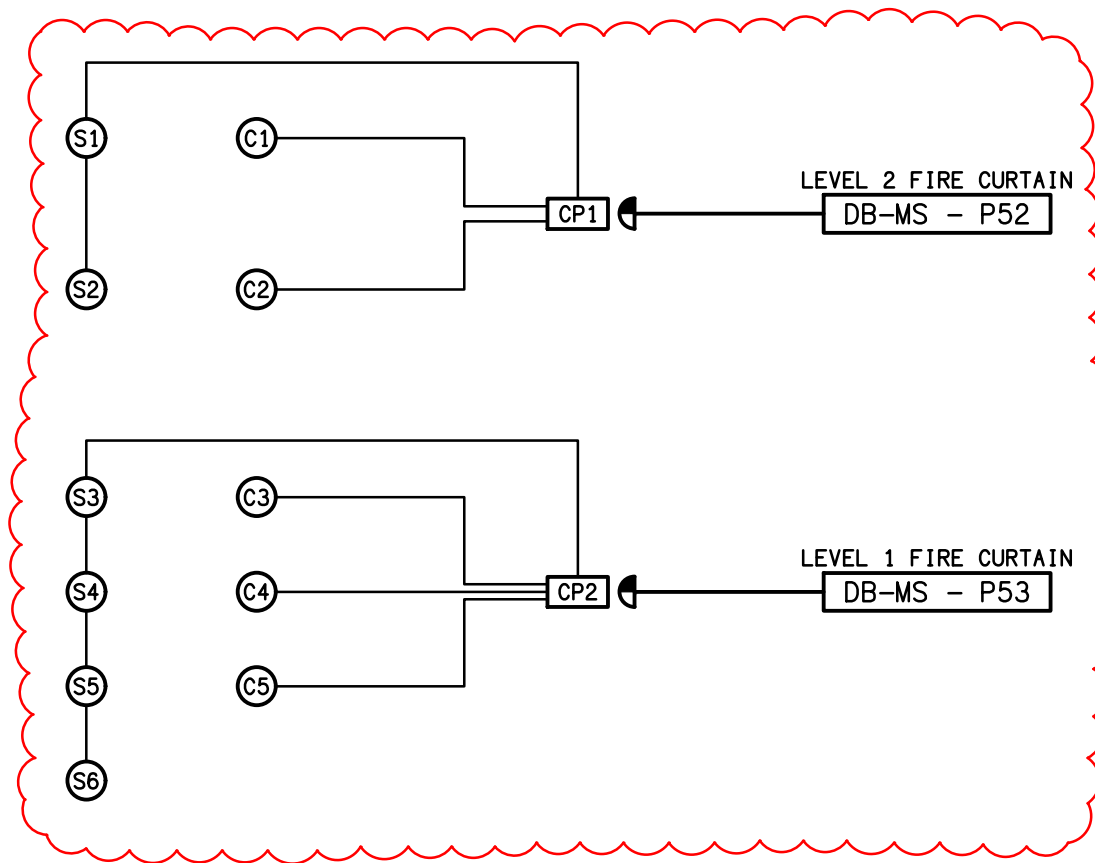 S1
C1
LEVEL 2 FIRE CURTAIN
CP1
DB-MS - P52
S2
C2
S3
C3
LEVEL 1 FIRE CURTAIN
S4
C4
CP2
DB-MS - P53
S5
C5
S6